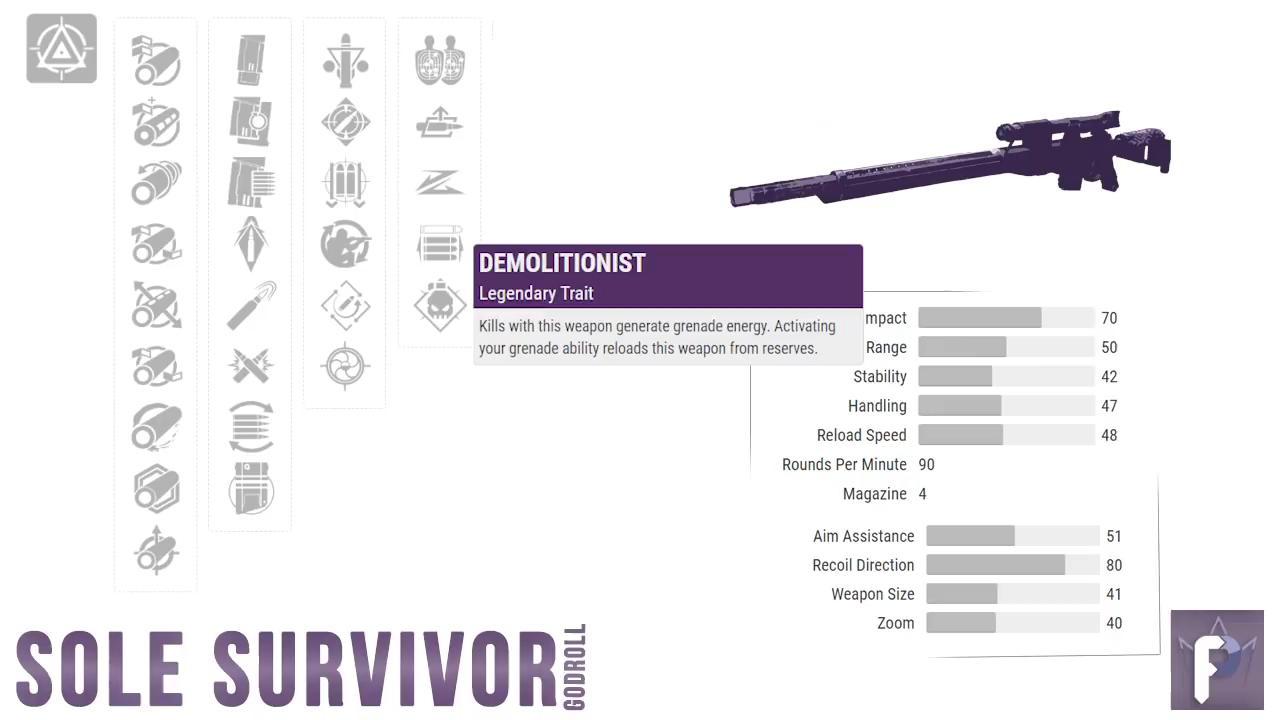 DEMOLITIONIST
Legendary Trait
Kills with this weapon generate grenade energy. Activating
your grenade ability reloads this weapon from reserves.
mpact 70
Range 50
Stability 42
Handling 47
Reload Speed 48
Rounds Per Minute 90
Magazine 4
Aim Assistance 51
Recoil Direction 80
Weapon Size 41
Zoom 40
SOLE SURVIVOR
GODROLL